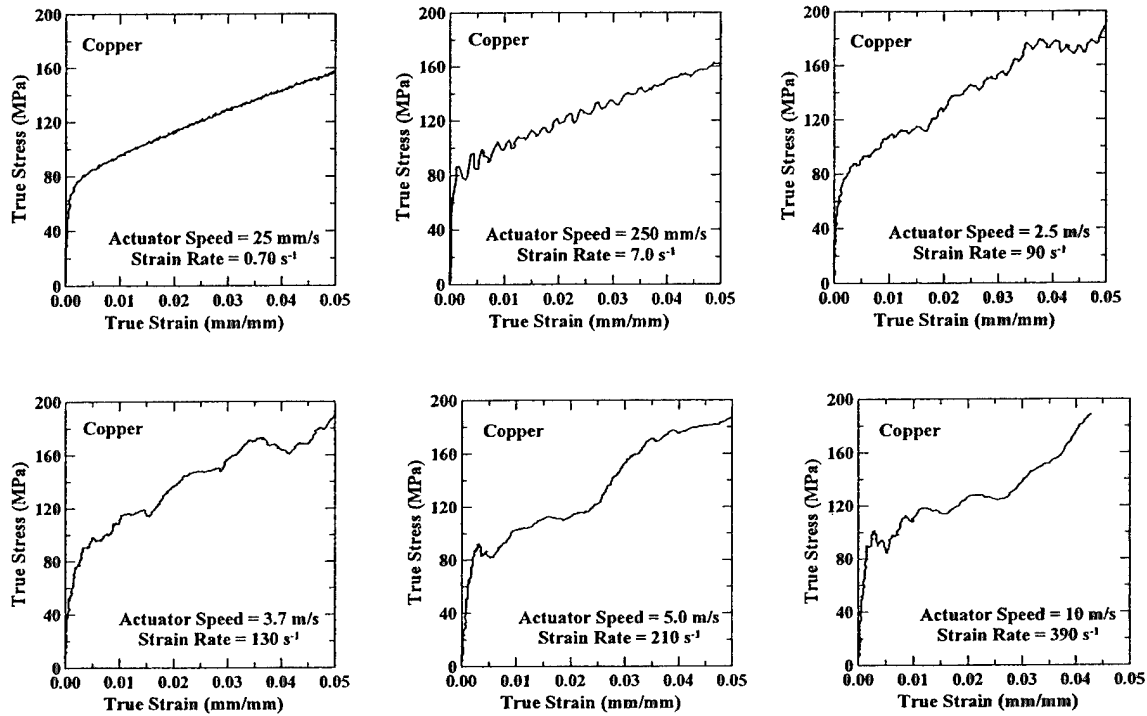 200
160
120
80
40
0
True Stress (MPa)
Copper
Actuator Speed = 25 mm/s
Strain Rate = 0.70 s⁻¹
0.00 0.01 0.02 0.03 0.04 0.05
True Strain (mm/mm)
200
160
120
80
40
0
True Stress (MPa)
Copper
Actuator Speed = 250 mm/s
Strain Rate = 7.0 s⁻¹
0.00 0.01 0.02 0.03 0.04 0.05
True Strain (mm/mm)
200
160
120
80
40
0
True Stress (MPa)
Copper
Actuator Speed = 2.5 m/s
Strain Rate = 90 s⁻¹
0.00 0.01 0.02 0.03 0.04 0.05
True Strain (mm/mm)
200
160
120
80
40
0
True Stress (MPa)
Copper
Actuator Speed = 3.7 m/s
Strain Rate = 130 s⁻¹
0.00 0.01 0.02 0.03 0.04 0.05
True Strain (mm/mm)
200
160
120
80
40
0
True Stress (MPa)
Copper
Actuator Speed = 5.0 m/s
Strain Rate = 210 s⁻¹
0.00 0.01 0.02 0.03 0.04 0.05
True Strain (mm/mm)
200
160
120
80
40
0
True Stress (MPa)
Copper
Actuator Speed = 10 m/s
Strain Rate = 390 s⁻¹
0.00 0.01 0.02 0.03 0.04 0.05
True Strain (mm/mm)